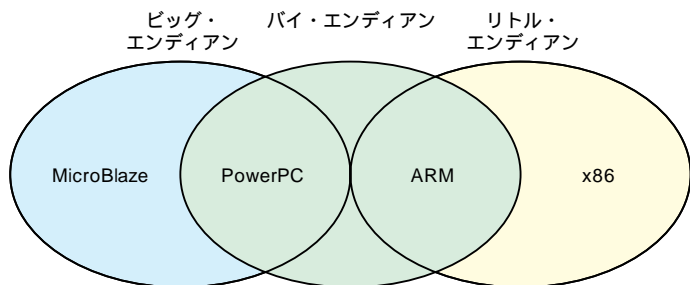 ビッグ・
エンディアン
バイ・エンディアン
リトル・
エンディアン
MicroBlaze
PowerPC
ARM
x86